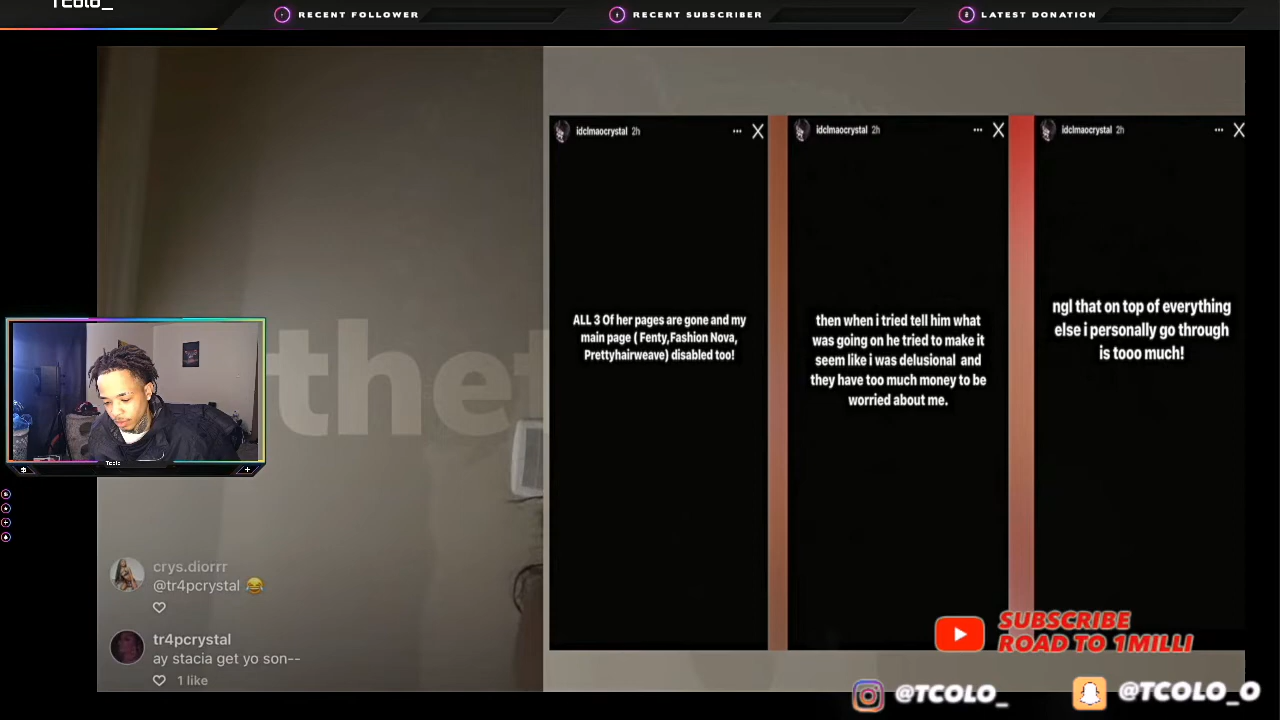 TCOLO_
RECENT FOLLOWER
RECENT SUBSCRIBER
LATEST DONATION
idclmaocrystal 2h
ALL 3 Of her pages are gone and my
main page ( Fenty,Fashion Nova,
Prettyhairweave) disabled too!
idclmaocrystal 2h
then when i tried tell him what
was going on he tried to make it
seem like i was delusional and
they have too much money to be
worried about me.
idclmaocrystal 2h
ngl that on top of everything
else i personally go through
is tooo much!
the
Tcolo
crys.diorrr
@tr4pcrystal 😂
tr4pcrystal
ay stacia get yo son--
1 like
SUBSCRIBE
ROAD TO 1MILLI
@TCOLO_
@TCOLO_O